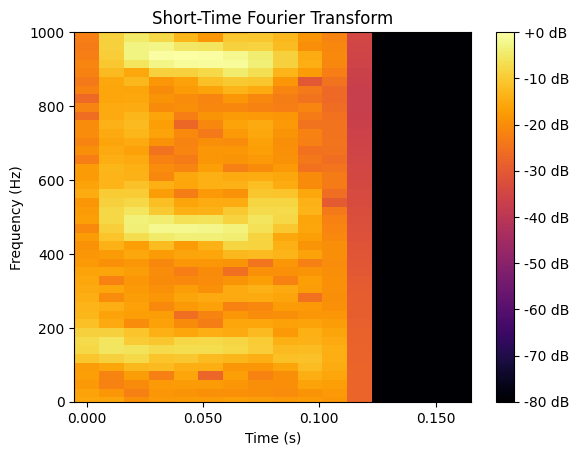 Short-Time Fourier Transform
Frequency (Hz)
1000
800
600
400
200
0
0.000
0.050
0.100
0.150
Time (s)
+0 dB
-10 dB
-20 dB
-30 dB
-40 dB
-50 dB
-60 dB
-70 dB
-80 dB